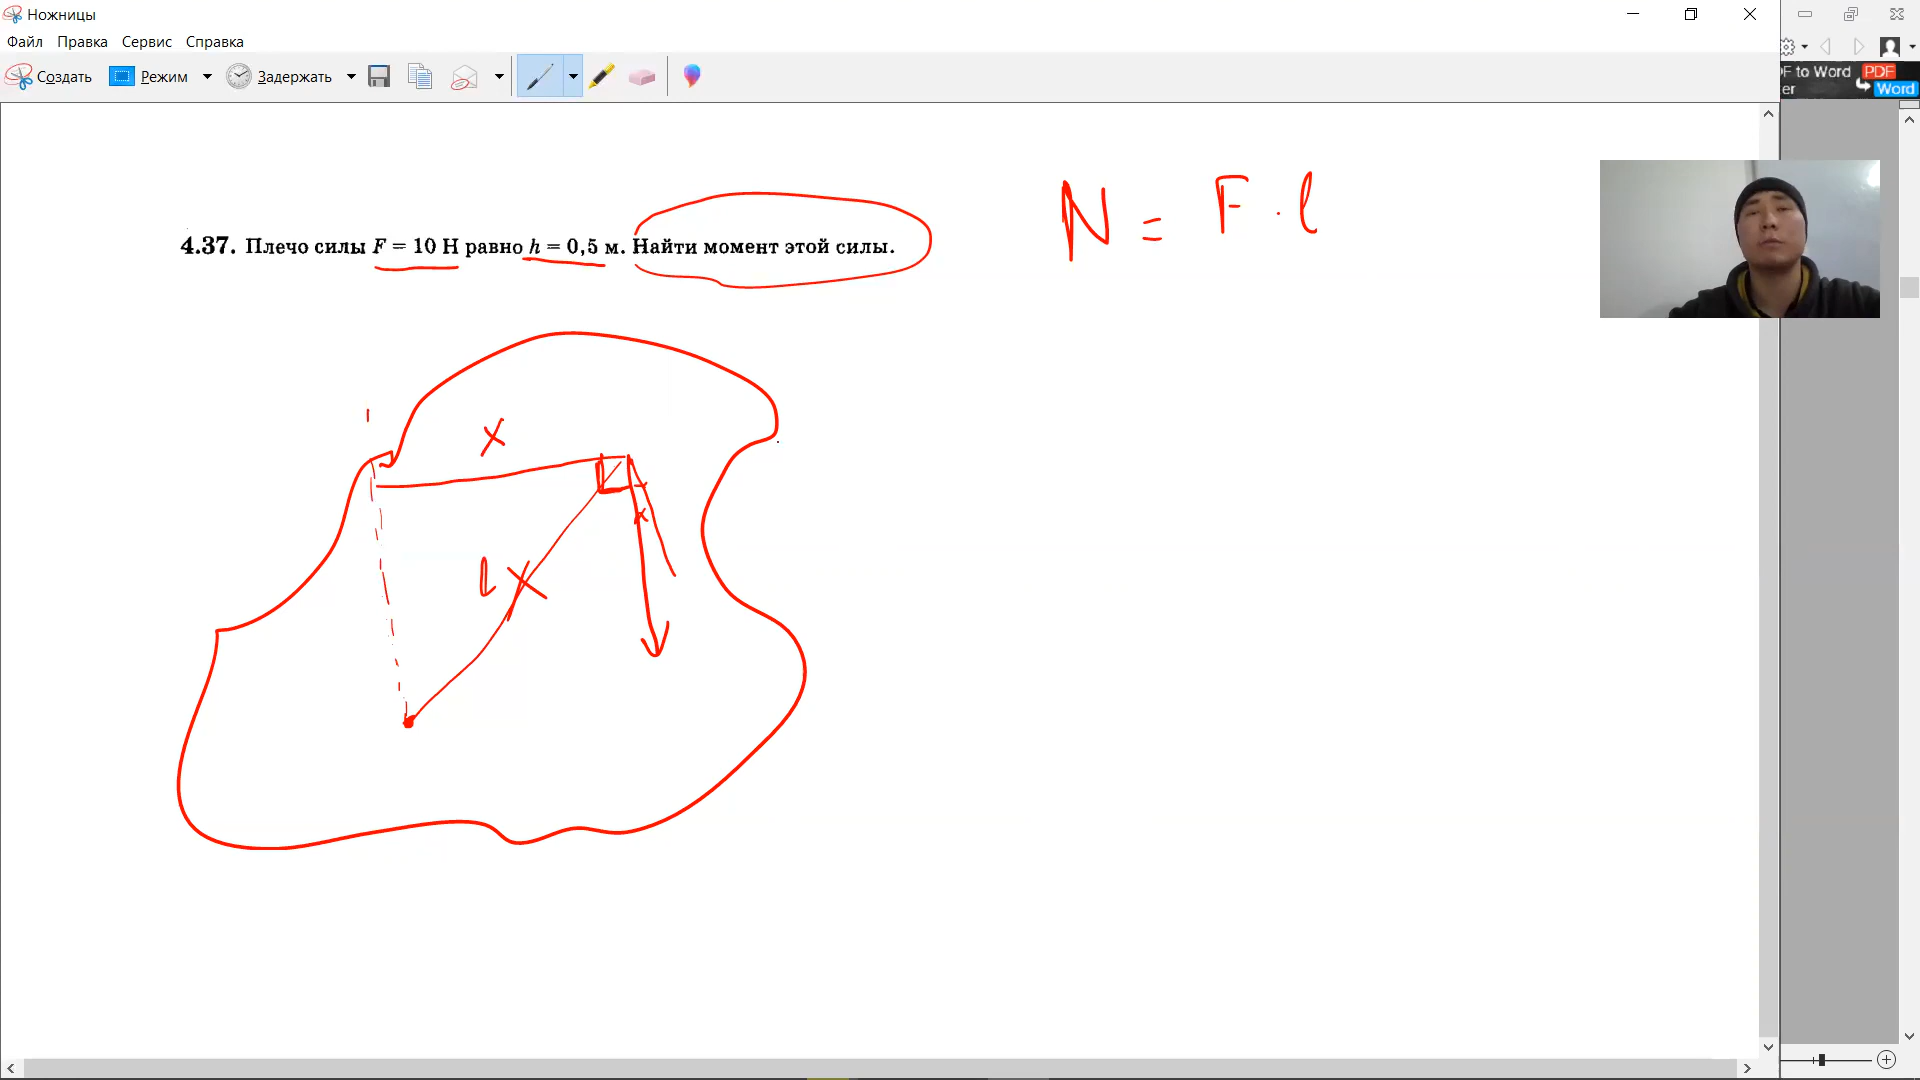 Ножницы
Файл Правка Сервис Справка
Создать Режим Задержать
F to Word PDF
er Word
N = F · l
4.37. Плечо силы F = 10 Н равно h = 0,5 м. Найти момент этой силы.
x
x
l